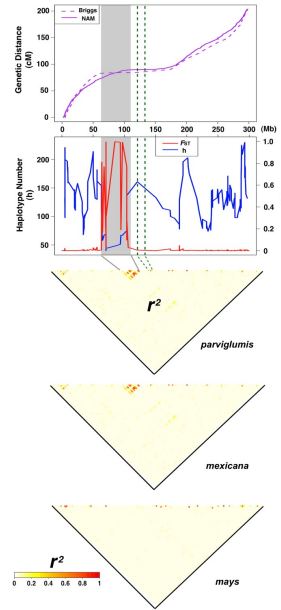 Genetic Distance
(cM)
200
150
100
50
0
Briggs
NAM
0 50 100 150 200 250 300 (Mb)
Haplotype Number
(h)
200
150
100
50
FST
h
1.0
0.8
0.6
0.4
0.2
0
r²
parviglumis
mexicana
mays
r²
0 0.2 0.4 0.6 0.8 1